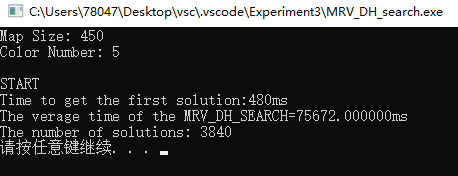 C:\Users\78047\Desktop\vsc\.vscode\Experiment3\MRV_DH_search.exe
Map Size: 450
Color Number: 5
START
Time to get the first solution:480ms
The verage time of the MRV_DH_SEARCH=75672.000000ms
The number of solutions: 3840
请按任意键继续. . .